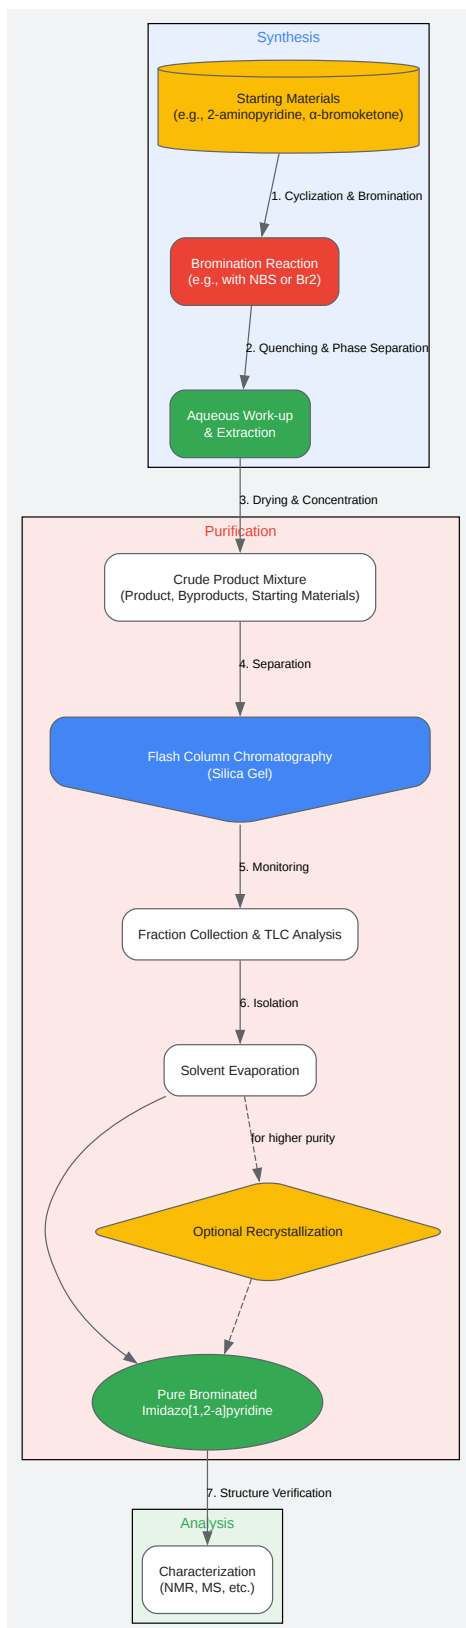 Synthesis
Starting Materials
(e.g., 2-aminopyridine, α-bromoketone)
1. Cyclization & Bromination
Bromination Reaction
(e.g., with NBS or Br2)
2. Quenching & Phase Separation
Aqueous Work-up
& Extraction
3. Drying & Concentration
Purification
Crude Product Mixture
(Product, Byproducts, Starting Materials)
4. Separation
Flash Column Chromatography
(Silica Gel)
5. Monitoring
Fraction Collection & TLC Analysis
6. Isolation
Solvent Evaporation
for higher purity
Optional Recrystallization
Pure Brominated
Imidazo[1,2-a]pyridine
7. Structure Verification
Analysis
Characterization
(NMR, MS, etc.)